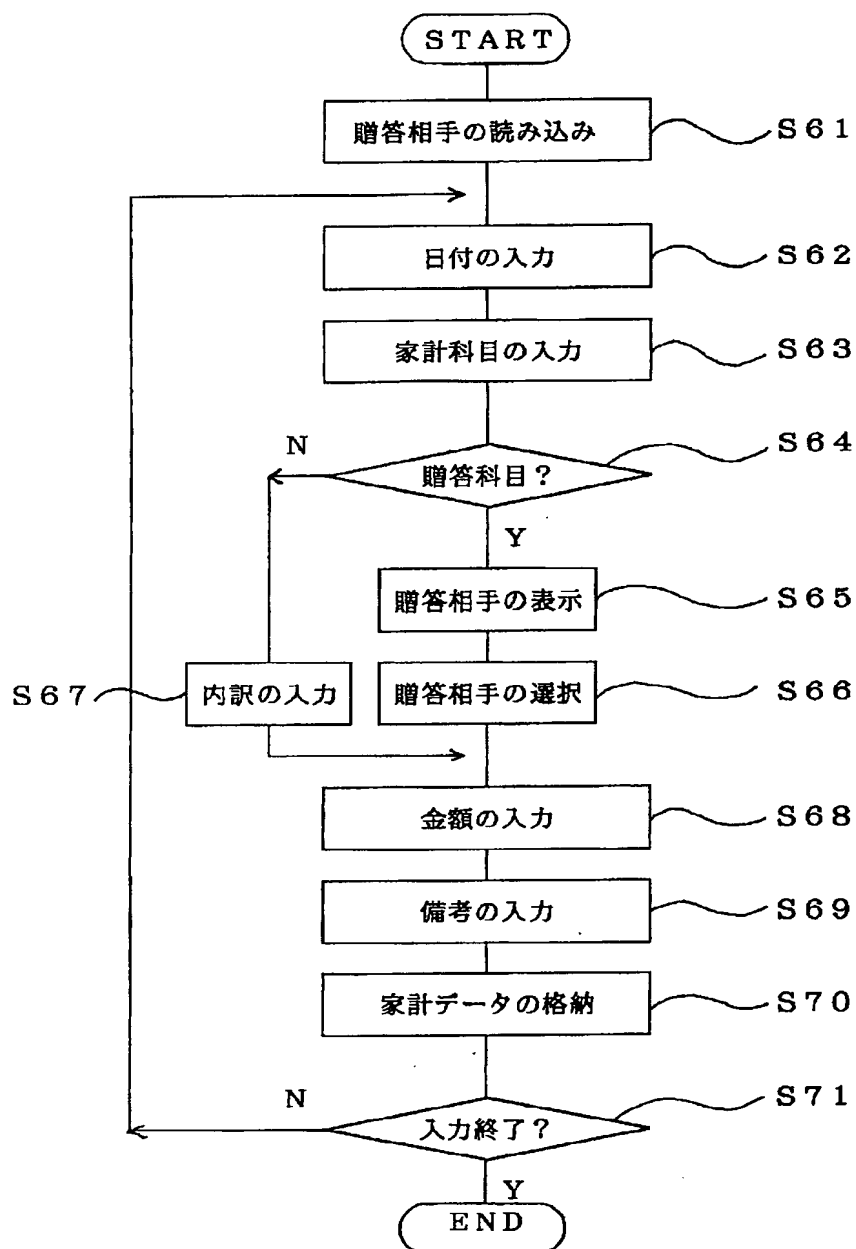 START
贈答相手の読み込み
S61
日付の入力
S62
家計科目の入力
S63
贈答科目?
S64
N
Y
贈答相手の表示
S65
S67
内訳の入力
贈答相手の選択
S66
金額の入力
S68
備考の入力
S69
家計データの格納
S70
入力終了?
S71
N
Y
END